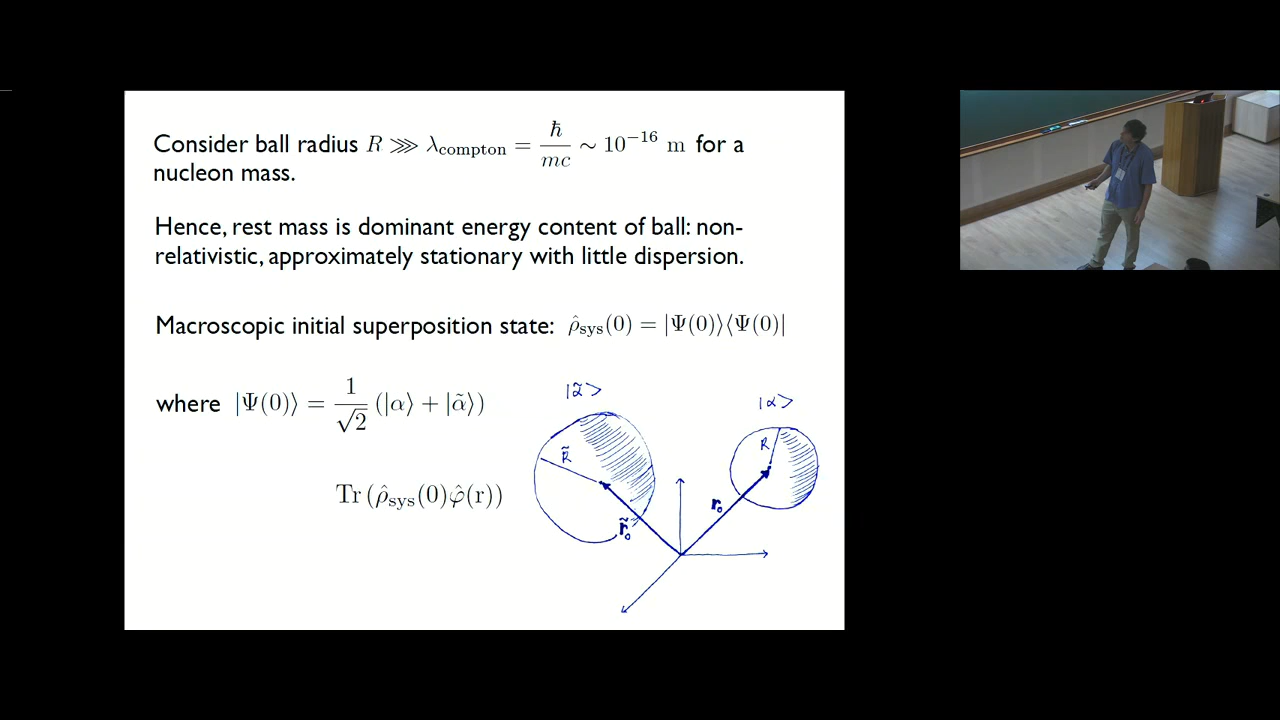 Consider ball radius R ⋙ λ_compton = ħ/mc ∼ 10⁻¹⁶ m for a
nucleon mass.
Hence, rest mass is dominant energy content of ball: non-
relativistic, approximately stationary with little dispersion.
Macroscopic initial superposition state: ρ̂_sys(0) = |Ψ(0)⟩⟨Ψ(0)|
where |Ψ(0)⟩ = 1/√2 (|α⟩ + |α̃⟩)
Tr (ρ̂_sys(0)φ̂(r))
|α̃>
|α>
R̃
R
r̃₀
r₀